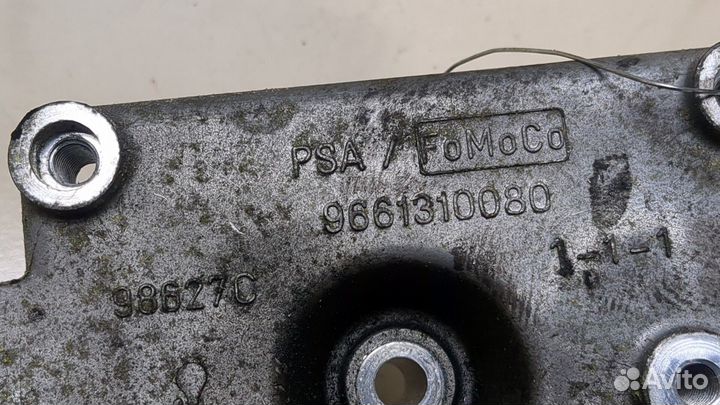 PSA / FoMoCo
9661310080
1-1-1
98627C
Avito